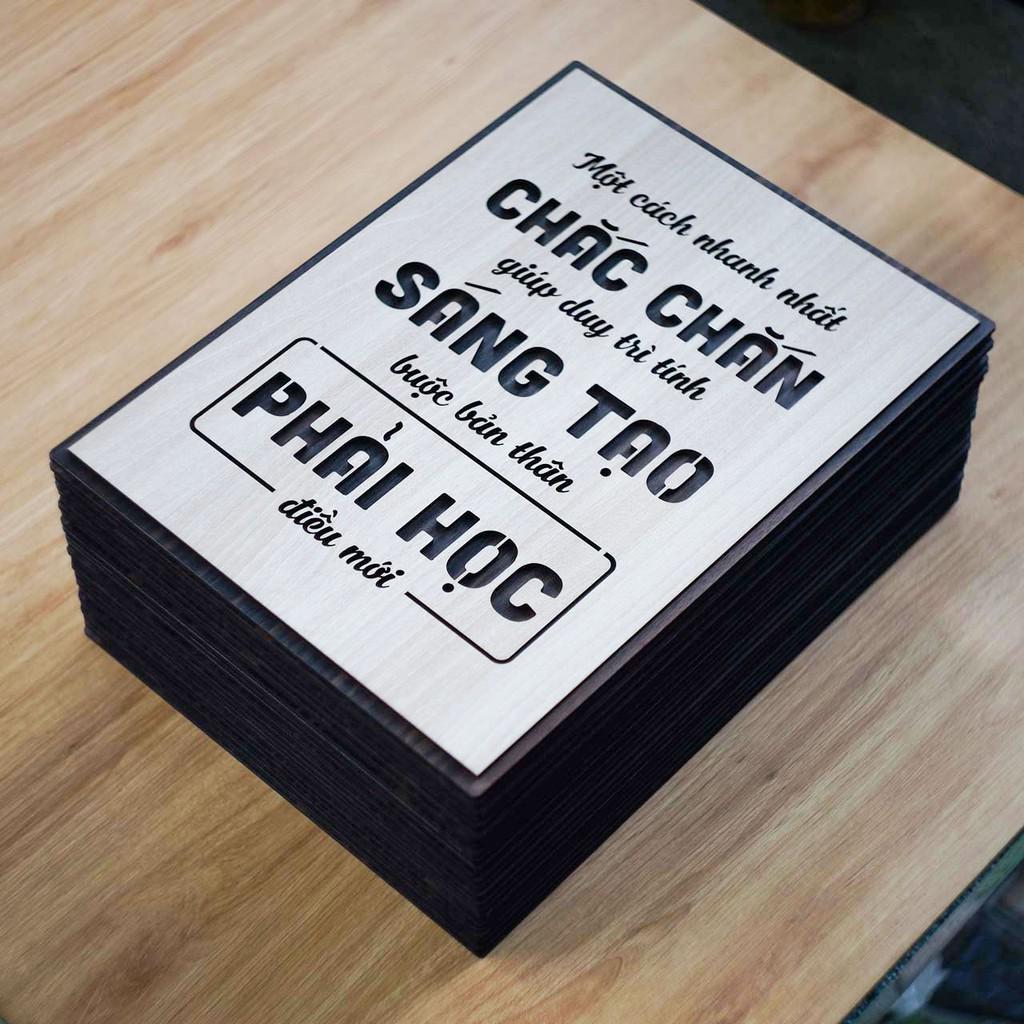 Một cách nhanh nhất
CHẮC CHẮN
giúp duy trì tính
SÁNG TẠO
buộc bản thân
PHẢI HỌC
điều mới